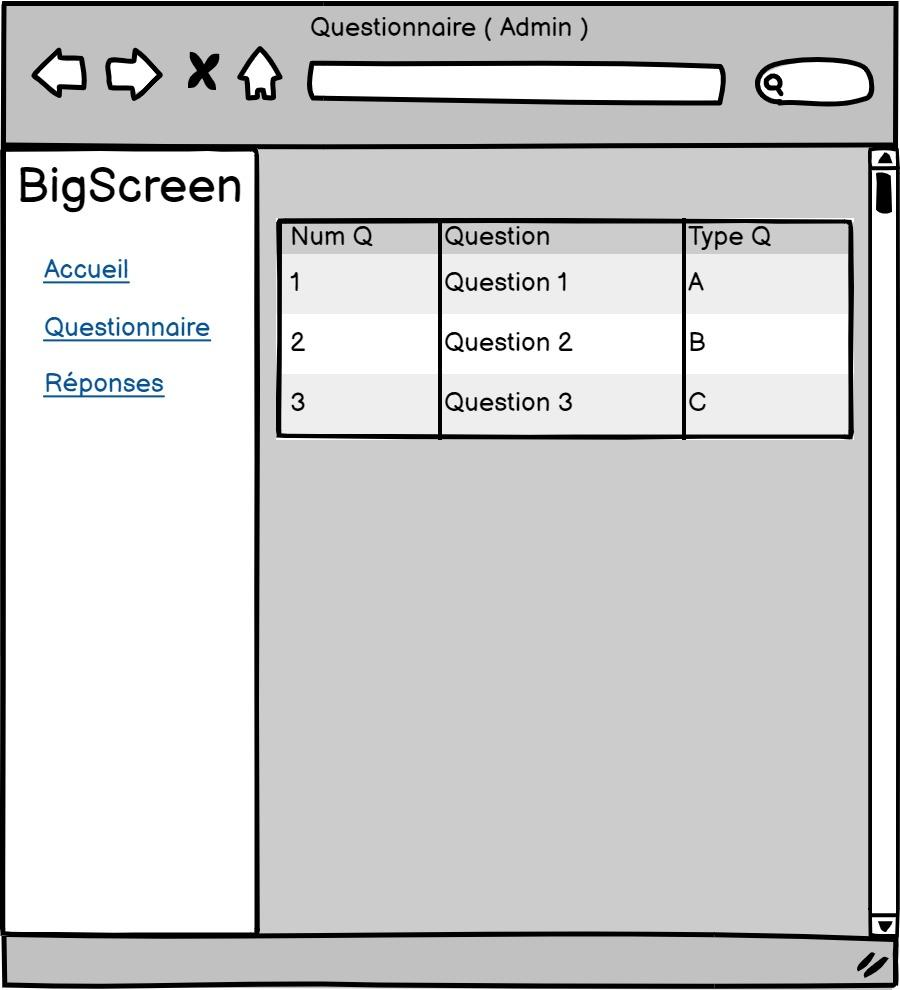 Questionnaire ( Admin )
BigScreen
Accueil
Questionnaire
Réponses
Num Q Question Type Q
1 Question 1 A
2 Question 2 B
3 Question 3 C